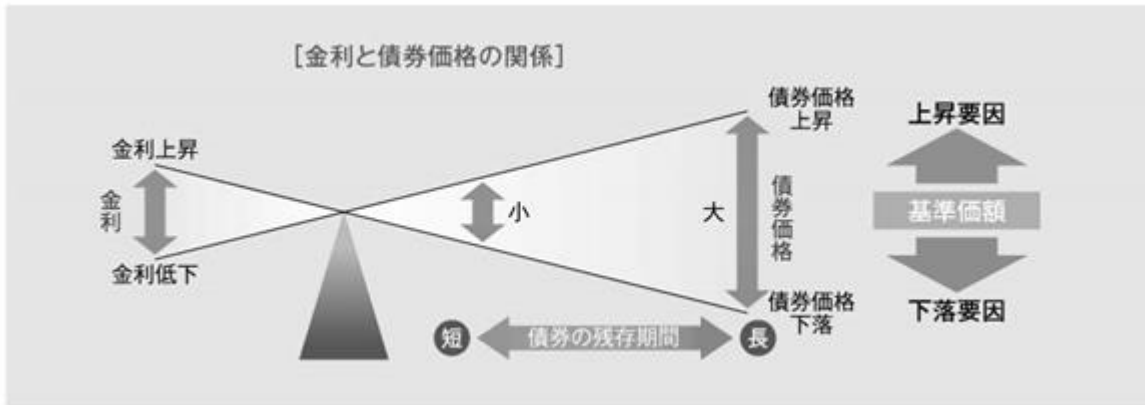 [金利と債券価格の関係]
金利上昇
金利
金利低下
小
大
債券価格
上昇
債券価格
債券価格
下落
短
債券の残存期間
長
上昇要因
基準価額
下落要因